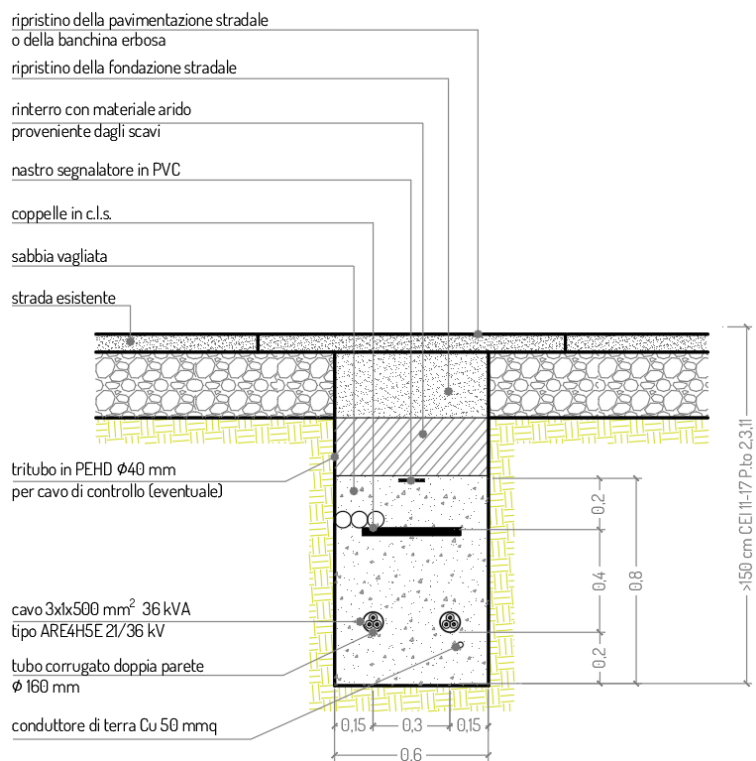 ripristino della pavimentazione stradale
o della banchina erbosa
ripristino della fondazione stradale
rinterro con materiale arido
proveniente dagli scavi
nastro segnalatore in PVC
coppelle in c.l.s.
sabbia vagliata
strada esistente
tritubo in PEHD Ø40 mm
per cavo di controllo (eventuale)
cavo 3x1x500 mm² 36 kVA
tipo ARE4H5E 21/36 kV
tubo corrugato doppia parete
Ø 160 mm
conduttore di terra Cu 50 mmq
0,2
0,4
0,2
0,8
>150 cm CEI 11-17 P.to 2,3,11
0,15
0,3
0,15
0,6